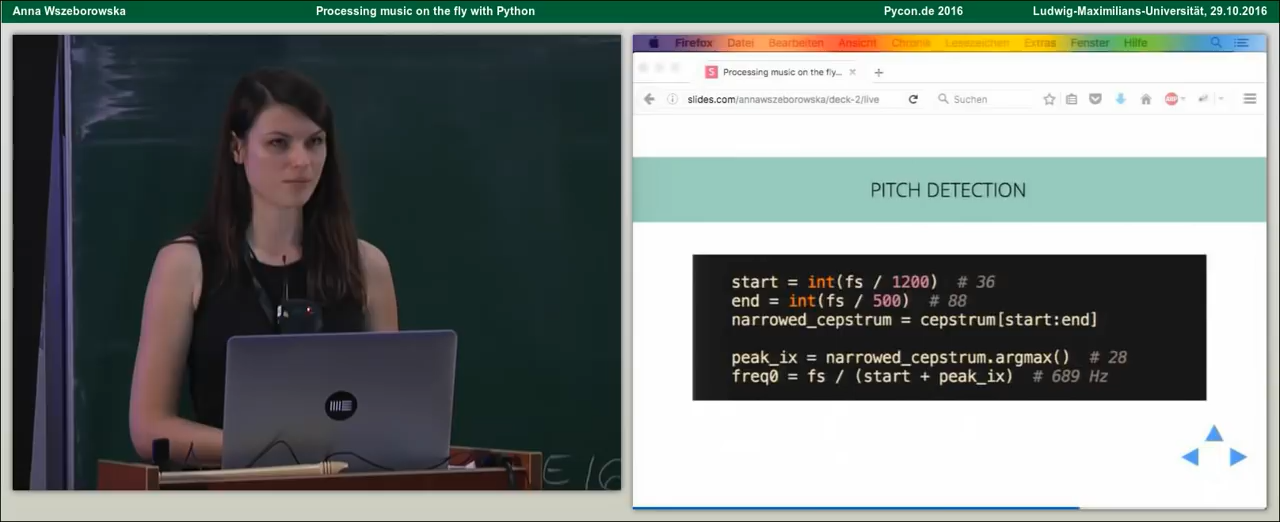 Anna Wszeborowska
Processing music on the fly with Python
Pycon.de 2016
Ludwig-Maximilians-Universität, 29.10.2016
Firefox Datei Bearbeiten Ansicht Chronik Lesezeichen Extras Fenster Hilfe
S Processing music on the fly... × +
slides.com/annawszeborowska/deck-2/live
Suchen
ABP
PITCH DETECTION
start = int(fs / 1200) # 36
end = int(fs / 500) # 88
narrowed_cepstrum = cepstrum[start:end]
peak_ix = narrowed_cepstrum.argmax() # 28
freq0 = fs / (start + peak_ix) # 689 Hz